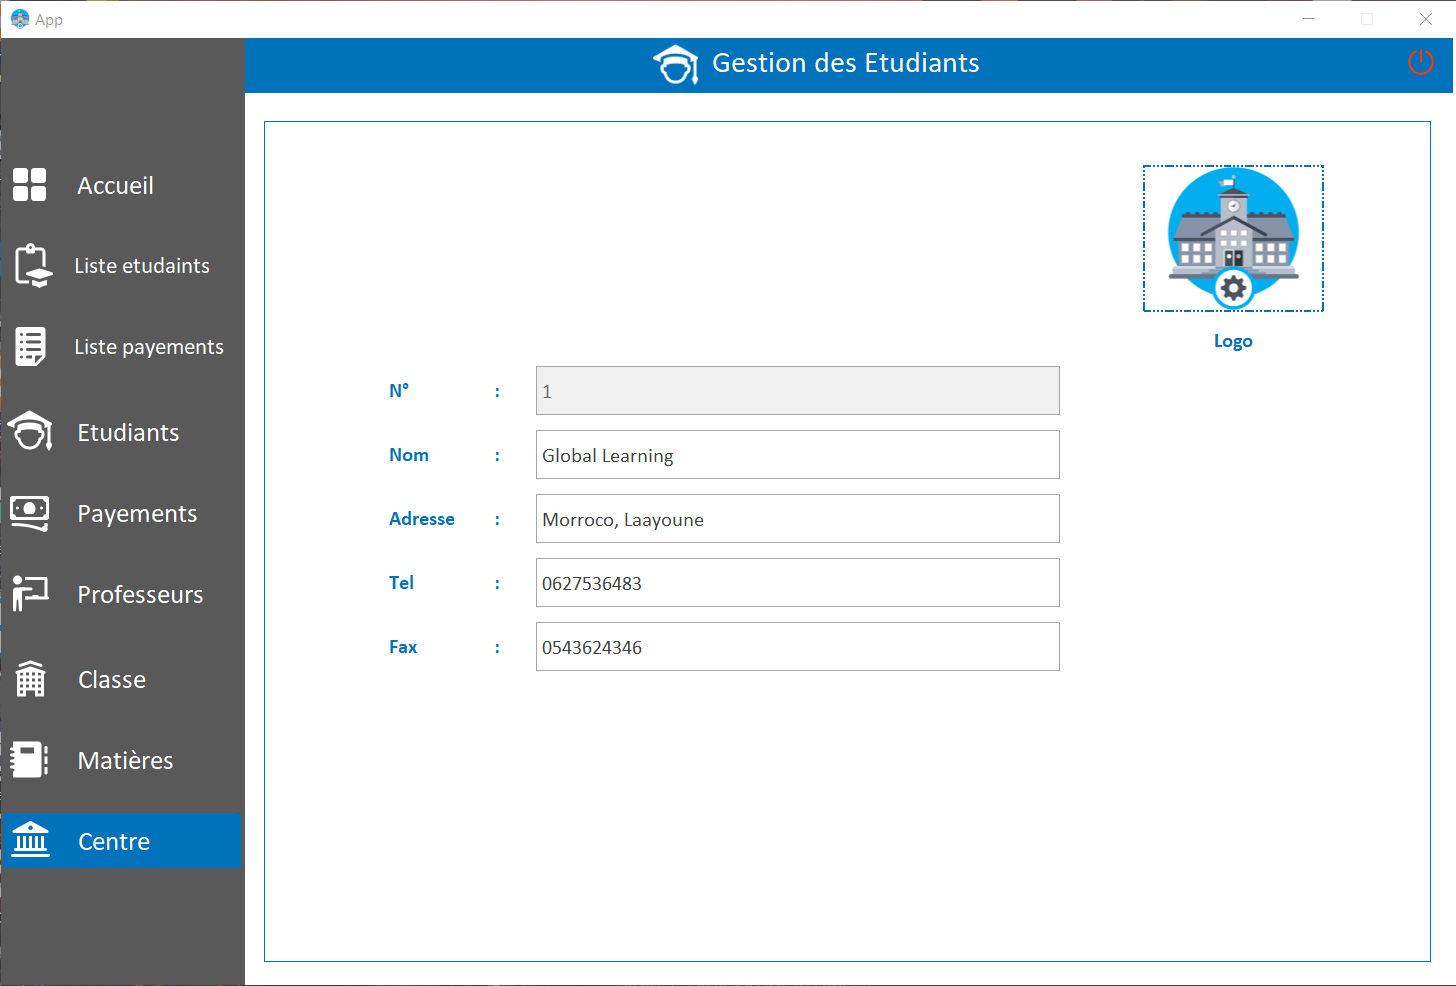 App
Gestion des Etudiants
Accueil
Liste etudaints
Liste payements
Etudiants
Payements
Professeurs
Classe
Matières
Centre
Logo
N° : 1
Nom : Global Learning
Adresse : Morroco, Laayoune
Tel : 0627536483
Fax : 0543624346